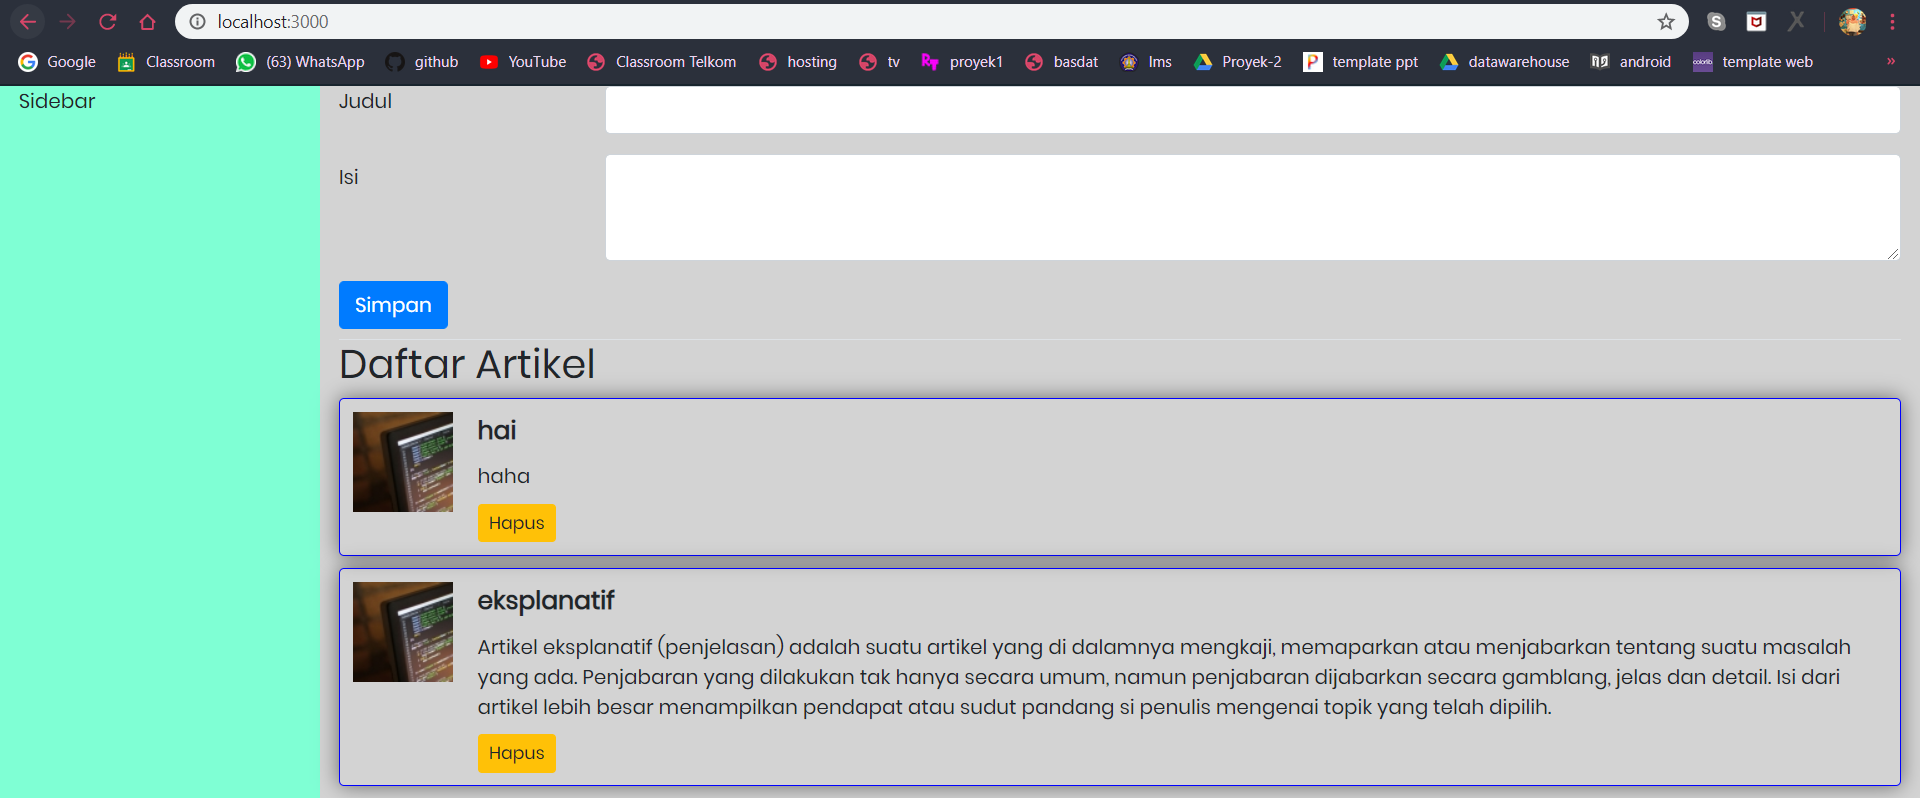 localhost:3000
Google Classroom (63) WhatsApp github YouTube Classroom Telkom hosting tv proyek1 basdat lms Proyek-2 template ppt datawarehouse android template web »
Sidebar
Judul
Isi
Simpan
Daftar Artikel
hai
haha
Hapus
eksplanatif
Artikel eksplanatif (penjelasan) adalah suatu artikel yang di dalamnya mengkaji, memaparkan atau menjabarkan tentang suatu masalah
yang ada. Penjabaran yang dilakukan tak hanya secara umum, namun penjabaran dijabarkan secara gamblang, jelas dan detail. Isi dari
artikel lebih besar menampilkan pendapat atau sudut pandang si penulis mengenai topik yang telah dipilih.
Hapus